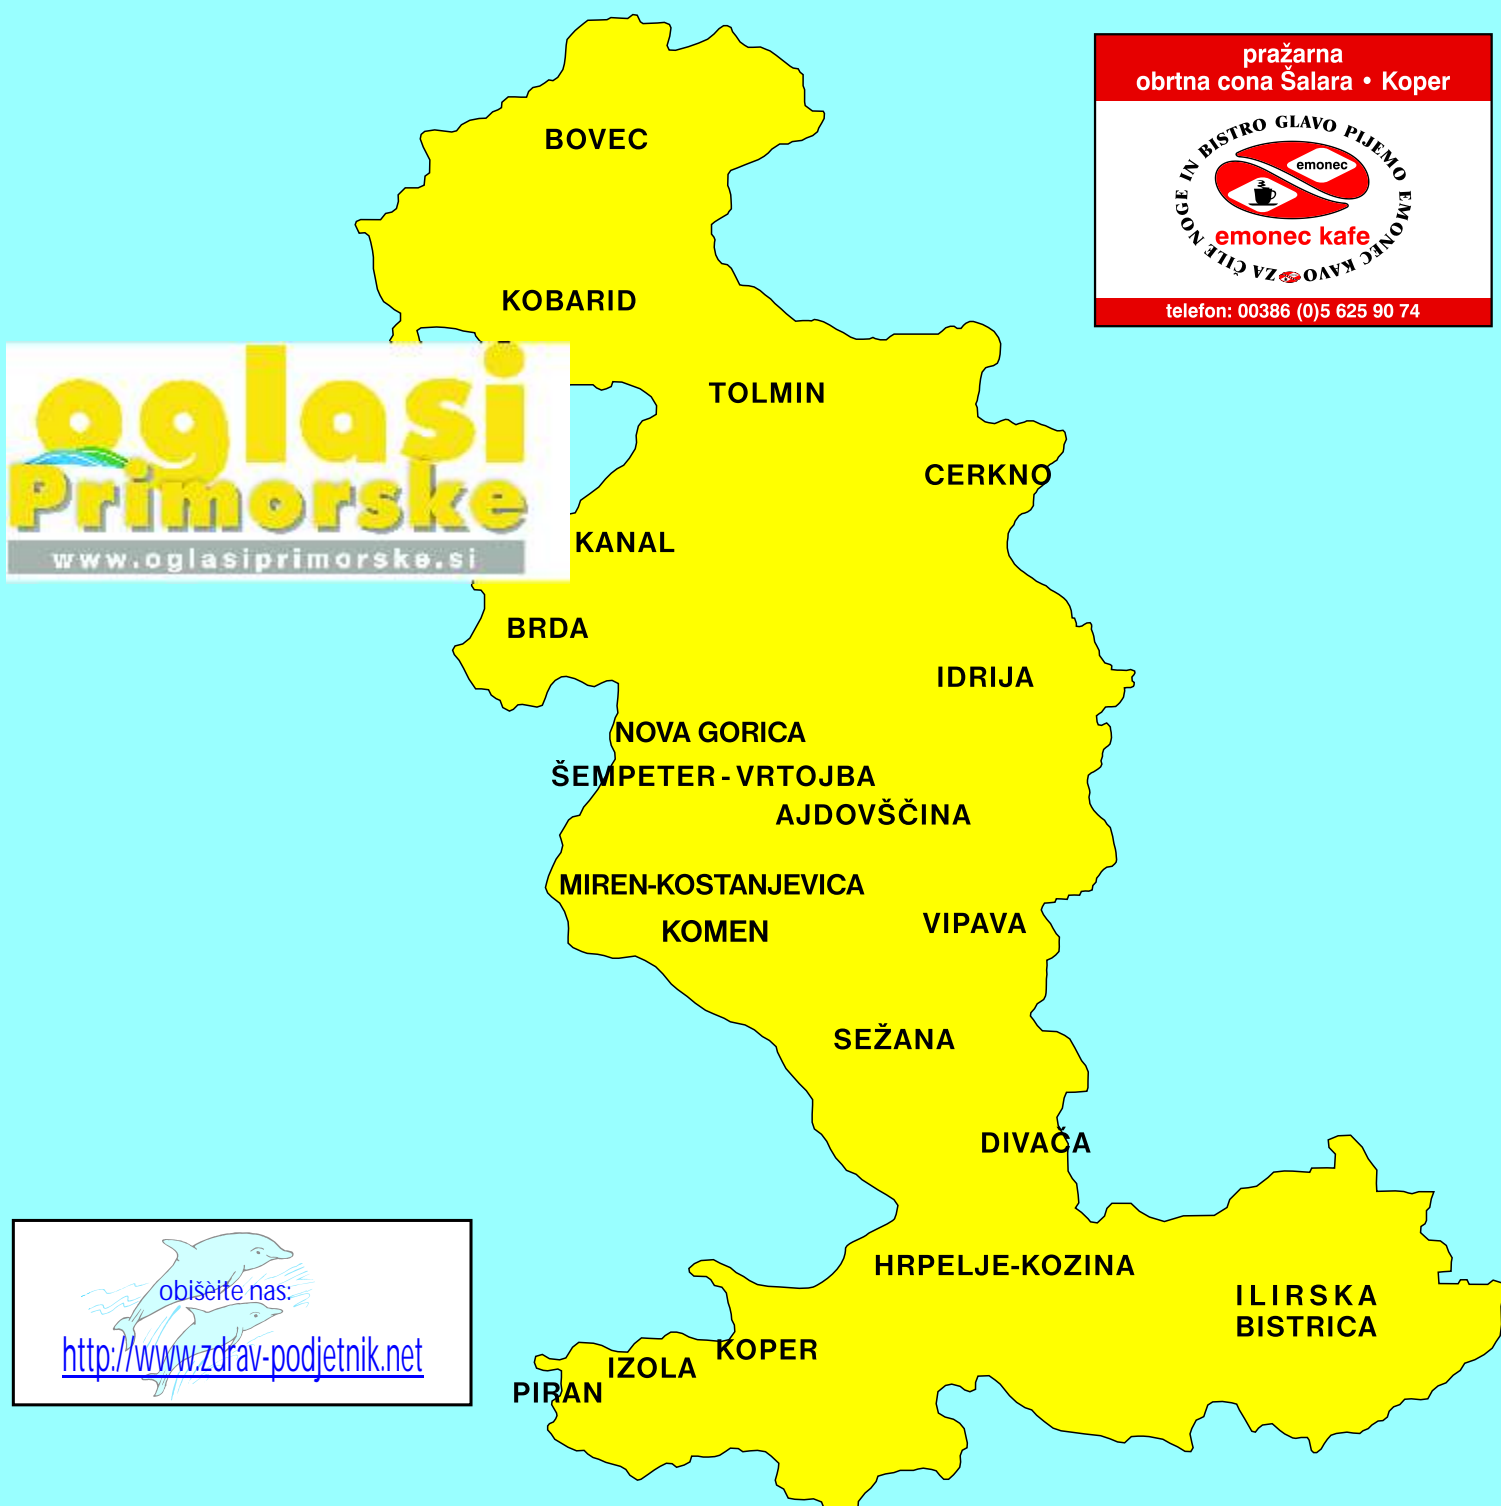 pražarna
obrtna cona Šalara • Koper
ZA ČILE NOGE IN BISTRO GLAVO PIJEMO EMONEC KAVO
emonec
emonec kafe
telefon: 00386 (0)5 625 90 74
BOVEC
KOBARID
oglasi
Primorske
www.oglasiprimorske.si
TOLMIN
CERKNO
KANAL
BRDA
IDRIJA
NOVA GORICA
ŠEMPETER - VRTOJBA
AJDOVŠČINA
MIREN-KOSTANJEVICA
VIPAVA
KOMEN
SEŽANA
DIVAČA
HRPELJE-KOZINA
ILIRSKA
BISTRICA
KOPER
IZOLA
PIRAN
obišèite nas:
http://www.zdrav-podjetnik.net